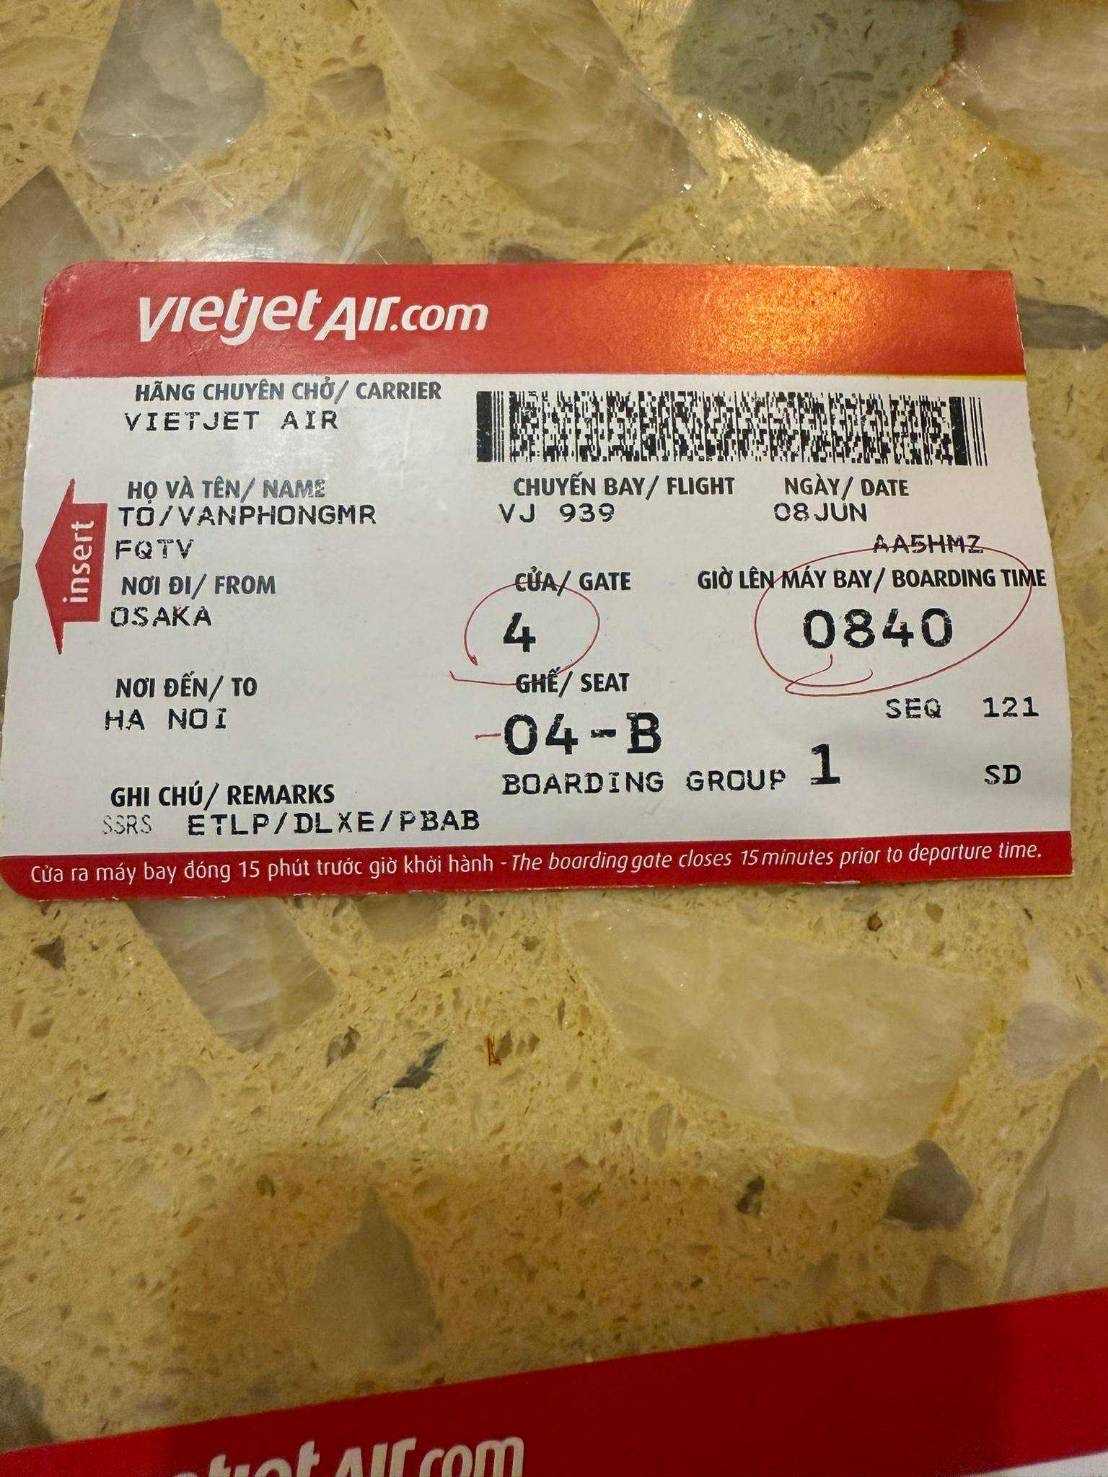 vietjetAir.com
HÃNG CHUYÊN CHỞ/ CARRIER
VIETJET AIR
HỌ VÀ TÊN/ NAME
TO/VANPHONGMR
FQTV
CHUYẾN BAY/ FLIGHT
VJ 939
NGÀY/ DATE
08JUN
AA5HMZ
insert
NƠI ĐI/ FROM
OSAKA
CỬA/ GATE
4
GIỜ LÊN MÁY BAY/ BOARDING TIME
0840
NƠI ĐẾN/ TO
HA NOI
GHẾ/ SEAT
04-B
SEQ 121
BOARDING GROUP 1
SD
GHI CHÚ/ REMARKS
SSRS ETLP/DLXE/PBAB
Cửa ra máy bay đóng 15 phút trước giờ khởi hành - The boarding gate closes 15 minutes prior to departure time.
vietjetAir.com